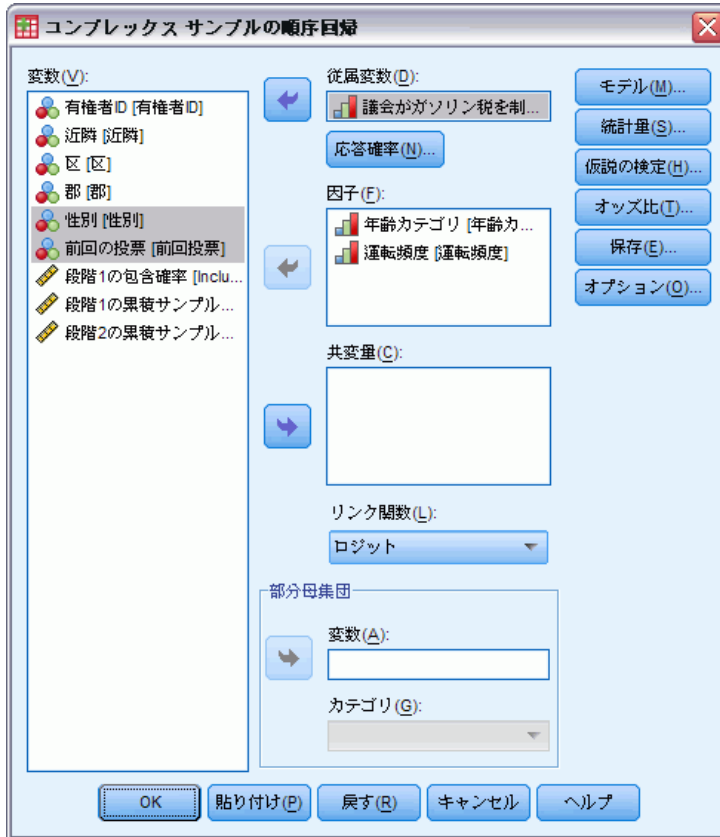 コンプレックス サンプルの順序回帰
変数(V):
有権者ID [有権者ID]
近隣 [近隣]
区 [区]
郡 [郡]
性別 [性別]
前回の投票 [前回投票]
段階1の包含確率 [Inclu...
段階1の累積サンプル...
段階2の累積サンプル...
従属変数(D):
議会がガソリン税を制...
応答確率(N)...
因子(F):
年齢カテゴリ [年齢カ...
運転頻度 [運転頻度]
共変量(C):
リンク関数(L):
ロジット
部分母集団
変数(A):
カテゴリ(G):
モデル(M)...
統計量(S)...
仮説の検定(H)...
オッズ比(T)...
保存(E)...
オプション(O)...
OK
貼り付け(P)
戻す(R)
キャンセル
ヘルプ